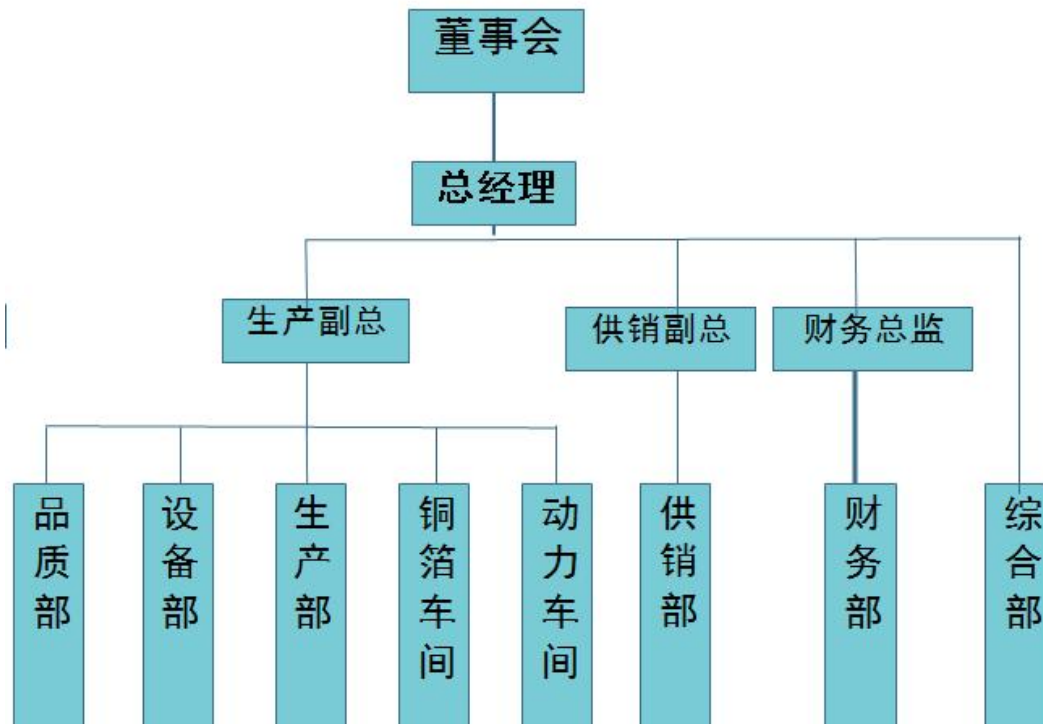 董事会
总经理
生产副总
供销副总
财务总监
品质部
设备部
生产部
铜箔车间
动力车间
供销部
财务部
综合部